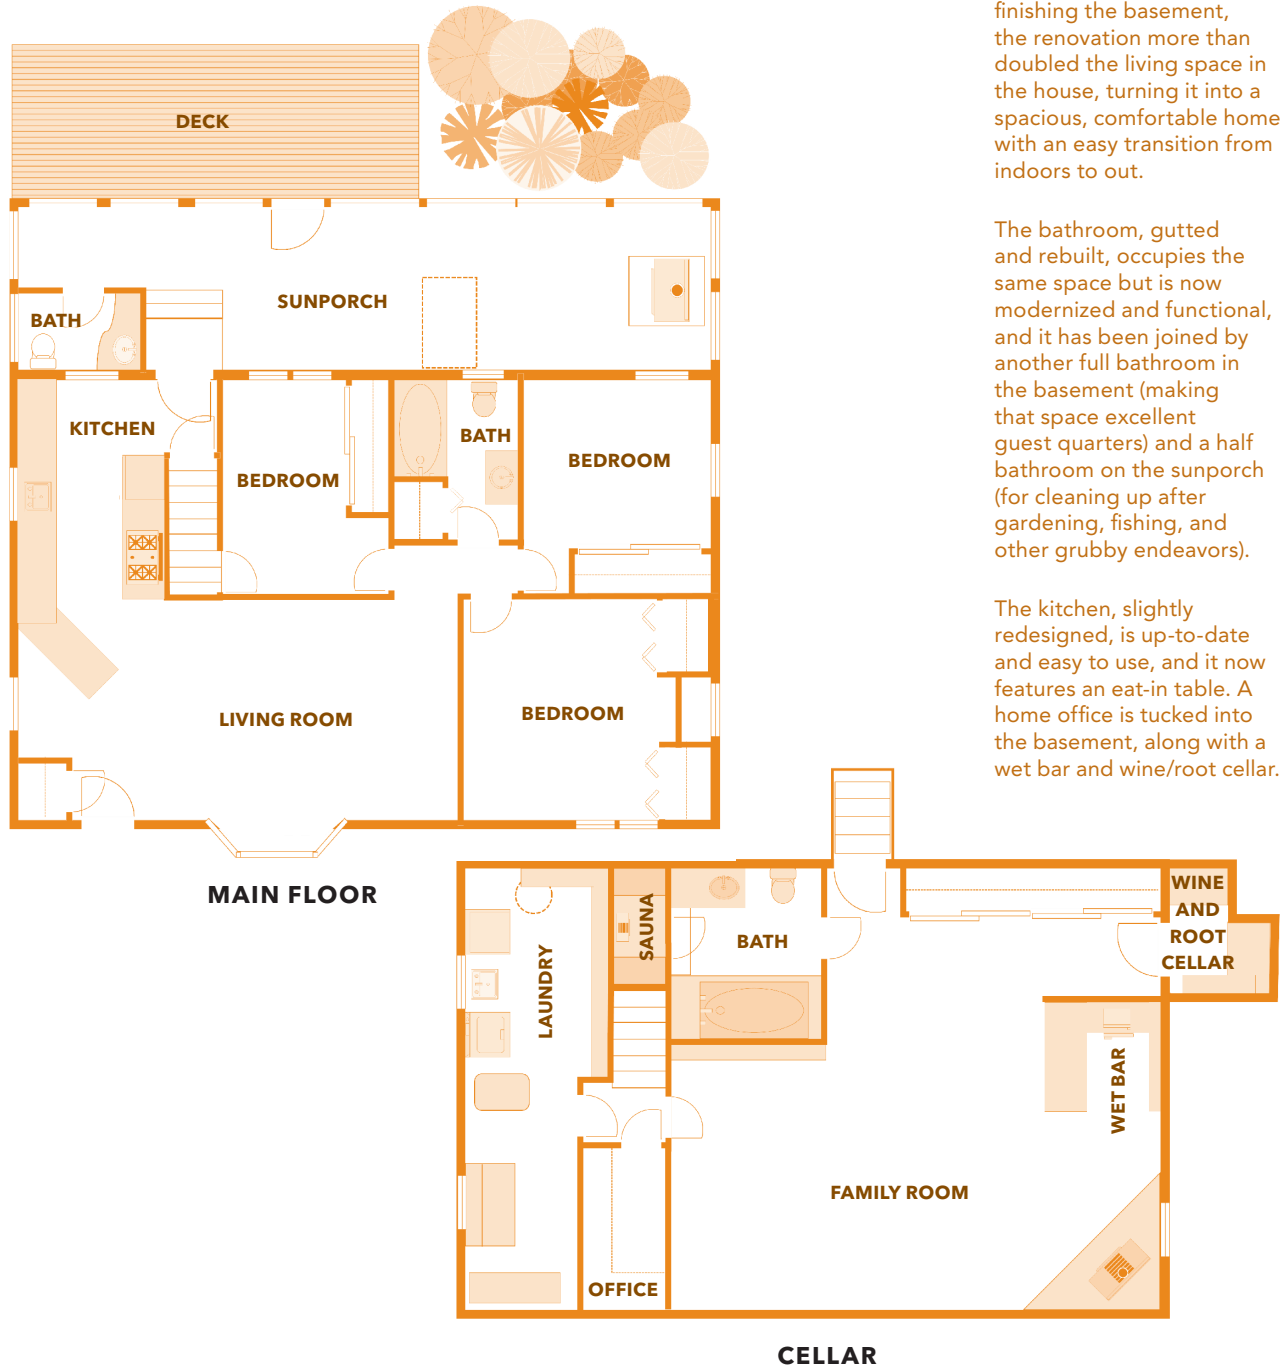 finishing the basement,
the renovation more than
doubled the living space in
the house, turning it into a
spacious, comfortable home
with an easy transition from
indoors to out.
The bathroom, gutted
and rebuilt, occupies the
same space but is now
modernized and functional,
and it has been joined by
another full bathroom in
the basement (making
that space excellent
guest quarters) and a half
bathroom on the sunporch
(for cleaning up after
gardening, fishing, and
other grubby endeavors).
The kitchen, slightly
redesigned, is up-to-date
and easy to use, and it now
features an eat-in table. A
home office is tucked into
the basement, along with a
wet bar and wine/root cellar.
DECK
SUNPORCH
BATH
KITCHEN
BEDROOM
BATH
BEDROOM
LIVING ROOM
BEDROOM
MAIN FLOOR
LAUNDRY
SAUNA
BATH
WINE
AND
ROOT
CELLAR
WET BAR
FAMILY ROOM
OFFICE
CELLAR